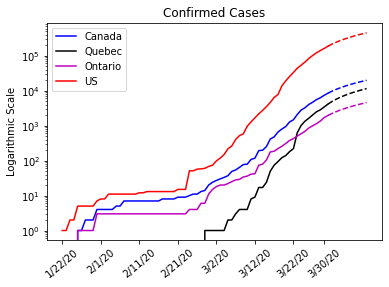 Confirmed Cases
Logarithmic Scale
10^5
10^4
10^3
10^2
10^1
10^0
Canada
Quebec
Ontario
US
1/22/20
2/1/20
2/11/20
2/21/20
3/2/20
3/12/20
3/22/20
3/30/20